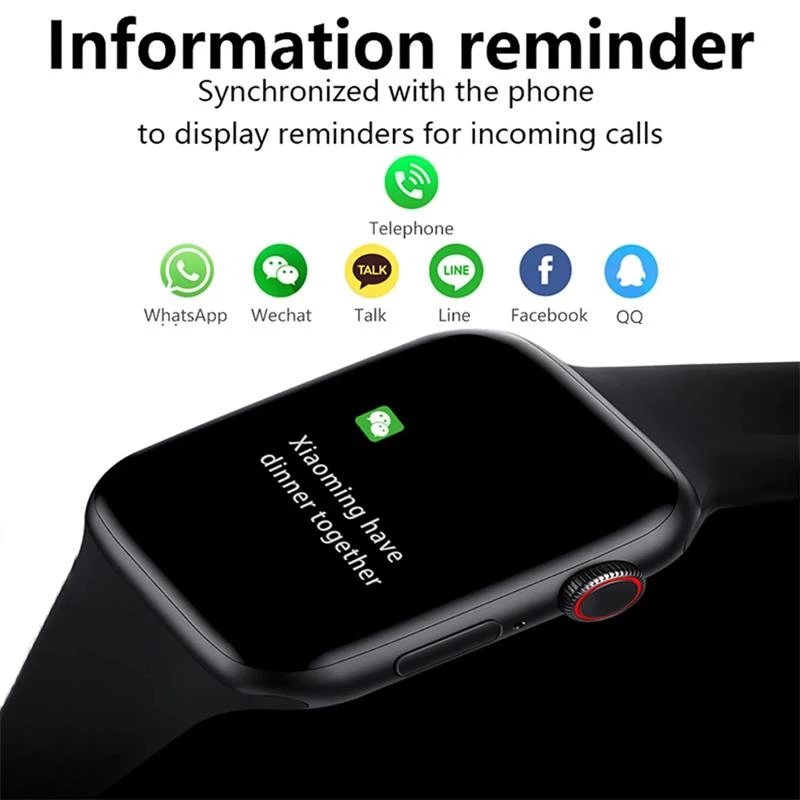 Information reminder
Synchronized with the phone
to display reminders for incoming calls
Telephone
TALK
LINE
f
WhatsApp
Wechat
Talk
Line
Facebook
QQ
Xiaoming have
dinner together